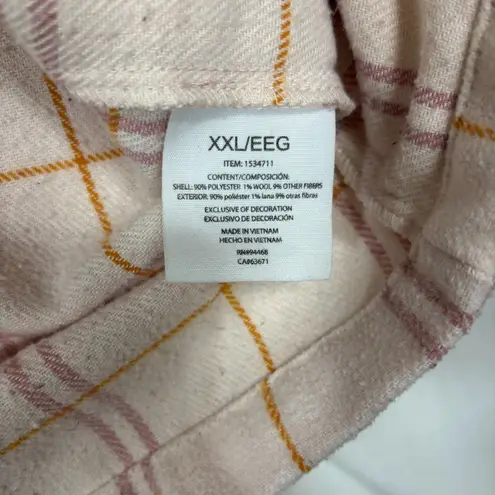 XXL/EEG
ITEM: 1534711
CONTENT/COMPOSICIÓN:
SHELL: 90% POLYESTER 1% WOOL 9% OTHER FIBERS
EXTERIOR: 90% poliéster 1% lana 9% otras fibras
EXCLUSIVE OF DECORATION
EXCLUSIVO DE DECORACIÓN
MADE IN VIETNAM
HECHO EN VIETNAM
RN#94468
CA#63671